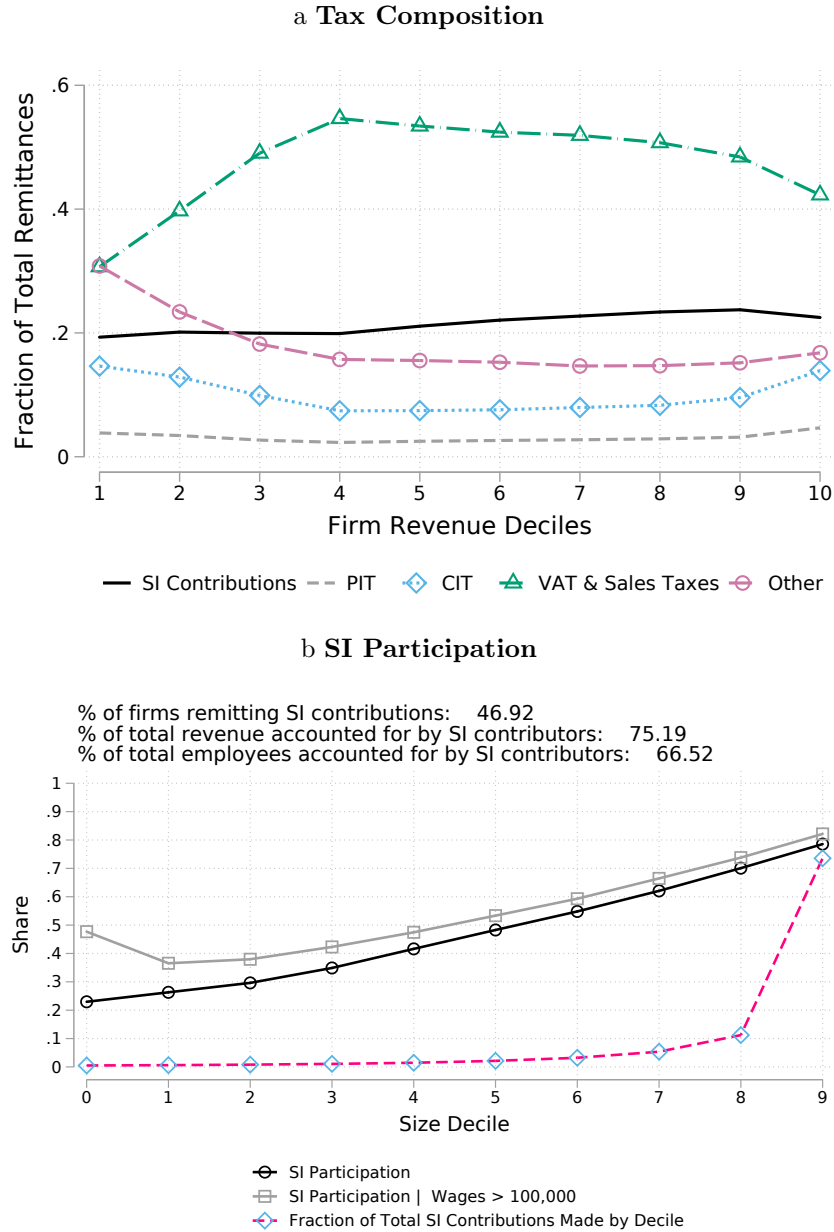 a Tax Composition
Fraction of Total Remittances
.6
.4
.2
0
1 2 3 4 5 6 7 8 9 10
Firm Revenue Deciles
SI Contributions PIT CIT VAT & Sales Taxes Other
b SI Participation
% of firms remitting SI contributions: 46.92
% of total revenue accounted for by SI contributors: 75.19
% of total employees accounted for by SI contributors: 66.52
Share
1
.9
.8
.7
.6
.5
.4
.3
.2
.1
0
0 1 2 3 4 5 6 7 8 9
Size Decile
SI Participation
SI Participation | Wages > 100,000
Fraction of Total SI Contributions Made by Decile